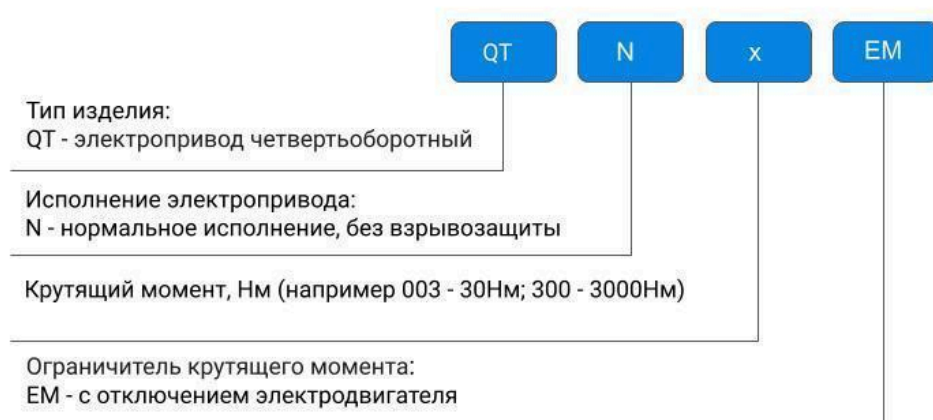 QT N x EM
Тип изделия:
QT - электропривод четвертьоборотный
Исполнение электропривода:
N - нормальное исполнение, без взрывозащиты
Крутящий момент, Нм (например 003 - 30Нм; 300 - 3000Нм)
Ограничитель крутящего момента:
EM - с отключением электродвигателя